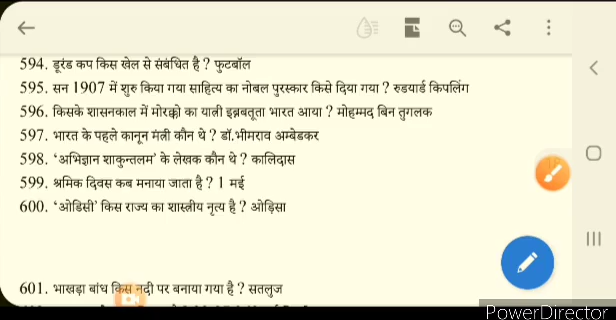 594. डूरंड कप किस खेल से संबंधित है ? फुटबॉल
595. सन 1907 में शुरु किया गया साहित्य का नोबल पुरस्कार किसे दिया गया ? रुडयार्ड किपलिंग
596. किसके शासनकाल में मोरक्को का यात्री इब्नबतूता भारत आया ? मोहम्मद बिन तुगलक
597. भारत के पहले कानून मंत्री कौन थे ? डॉ.भीमराव अम्बेडकर
598. ‘अभिज्ञान शाकुन्तलम’ के लेखक कौन थे ? कालिदास
599. श्रमिक दिवस कब मनाया जाता है ? 1 मई
600. ‘ओडिसी’ किस राज्य का शास्त्रीय नृत्य है ? ओड़िसा
601. भाखड़ा बांध किस नदी पर बनाया गया है ? सतलुज
PowerDirector